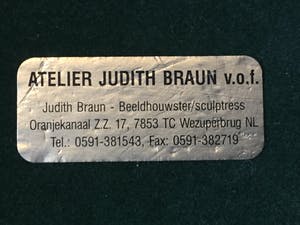 ATELIER JUDITH BRAUN v.o.f.
Judith Braun - Beeldhouwster/sculptress
Oranjekanaal Z.Z. 17, 7853 TC Wezuperbrug NL
Tel.: 0591-381543, Fax: 0591-382719